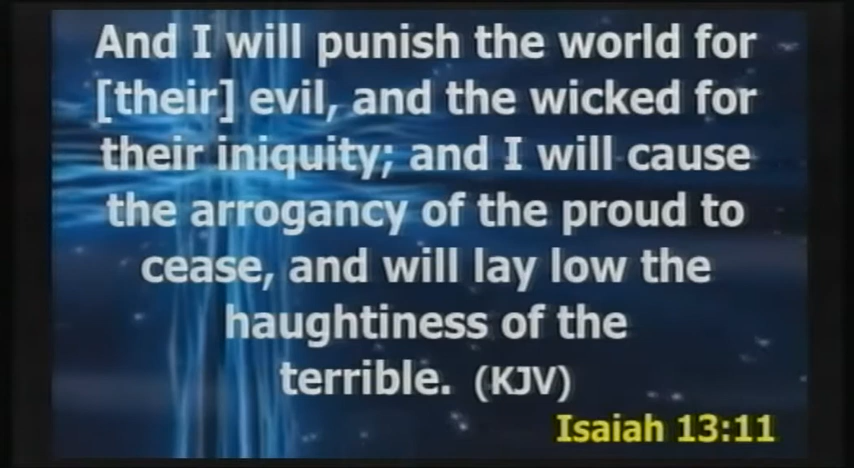 And I will punish the world for
[their] evil, and the wicked for
their iniquity; and I will cause
the arrogancy of the proud to
cease, and will lay low the
haughtiness of the
terrible. (KJV)
Isaiah 13:11